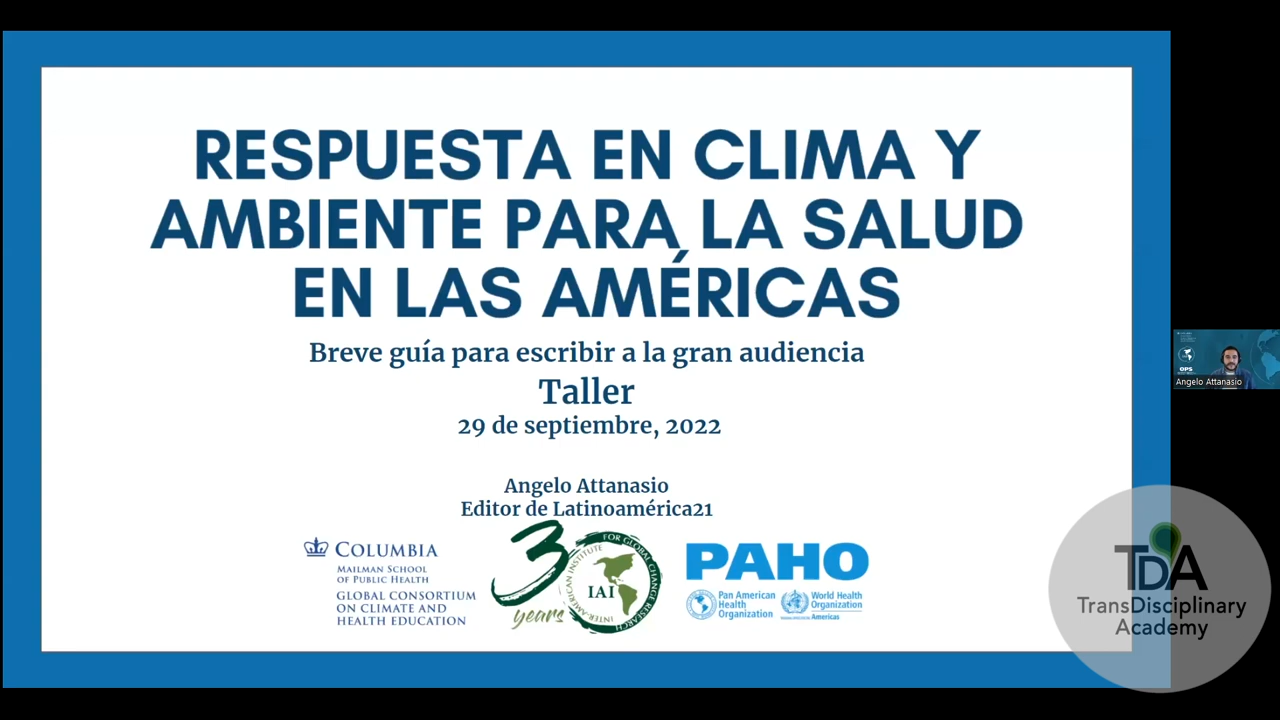 RESPUESTA EN CLIMA Y
AMBIENTE PARA LA SALUD
EN LAS AMÉRICAS
Breve guía para escribir a la gran audiencia
Taller
29 de septiembre, 2022
Angelo Attanasio
Editor de Latinoamérica21
COLUMBIA
MAILMAN SCHOOL
OF PUBLIC HEALTH
GLOBAL CONSORTIUM
ON CLIMATE AND
HEALTH EDUCATION
30
years
INTER-AMERICAN INSTITUTE FOR GLOBAL CHANGE RESEARCH
IAI
PAHO
Pan American
Health
Organization
World Health
Organization
Americas
OPS
Angelo Attanasio
TDA
TransDisciplinary
Academy